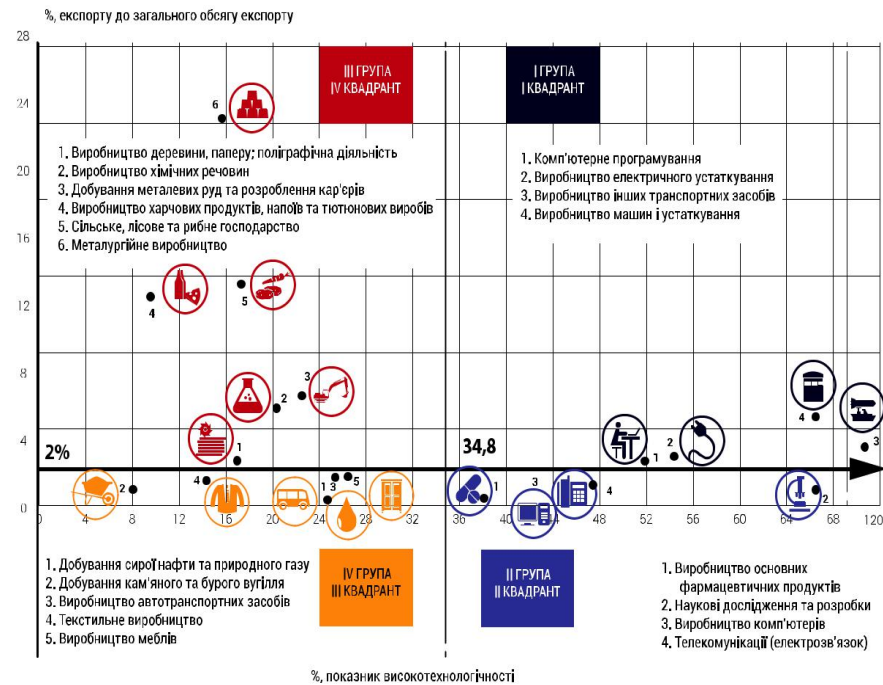 %, експорту до загального обсягу експорту
28
24
20
16
12
8
4
0
III ГРУПА
IV КВАДРАНТ
I ГРУПА
I КВАДРАНТ
6
1. Виробництво деревини, паперу; поліграфічна діяльність
2. Виробництво хімічних речовин
3. Добування металевих руд та розроблення кар'єрів
4. Виробництво харчових продуктів, напоїв та тютюнових виробів
5. Сільське, лісове та рибне господарство
6. Металургійне виробництво
1. Комп'ютерне програмування
2. Виробництво електричного устаткування
3. Виробництво інших транспортних засобів
4. Виробництво машин і устаткування
4
5
3
2
1
4
3
2
1
2%
34,8
2
4
1 3
5
1
3
4
2
0
8
12
16
20
24
28
32
36
40
44
48
52
56
60
64
68
120
1. Добування сирої нафти та природного газу
2. Добування кам'яного та бурого вугілля
3. Виробництво автотранспортних засобів
4. Текстильне виробництво
5. Виробництво меблів
IV ГРУПА
III КВАДРАНТ
II ГРУПА
II КВАДРАНТ
1. Виробництво основних
фармацевтичних продуктів
2. Наукові дослідження та розробки
3. Виробництво комп'ютерів
4. Телекомунікації (електрозв'язок)
%, показник високотехнологічності